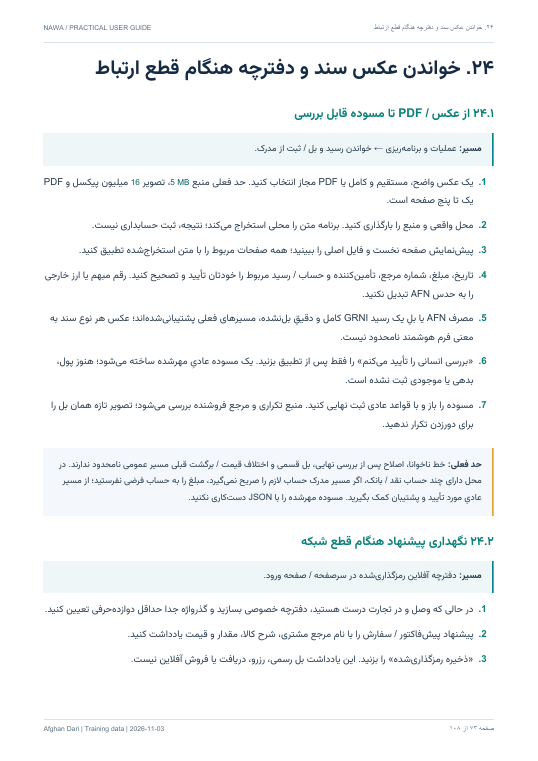 ۲۴. خواندن عکس سند و دفترچه هنگام قطع ارتباط
NAWA / PRACTICAL USER GUIDE
۲۴. خواندن عکس سند و دفترچه هنگام قطع ارتباط
۲۴.۱ از عکس / PDF تا مسوده قابل بررسی
مسیر: عملیات و برنامه‌ریزی ← خواندن رسید و بل / ثبت از مدرک.
1. یک عکس واضح، مستقیم و کامل یا PDF مجاز انتخاب کنید. حد فعلی منبع 5 MB، تصویر 16 میلیون پیکسل و PDF
یک تا پنج صفحه است.
2. محل واقعی و منبع را بارگذاری کنید. برنامه متن را محلی استخراج می‌کند؛ نتیجه، ثبت حسابداری نیست.
3. پیش‌نمایش صفحه نخست و فایل اصلی را ببینید؛ همه صفحات مربوط را با متن استخراج‌شده تطبیق کنید.
4. تاریخ، مبلغ، شماره مرجع، تأمین‌کننده و حساب / رسید مربوط را خودتان تأیید و تصحیح کنید. رقم مبهم یا ارز خارجی
را به حدس AFN تبدیل نکنید.
5. مصرف AFN یا بلِ یک رسید GRNI کامل و دقیقِ بل‌نشده، مسیرهای فعلی پشتیبانی‌شده‌اند؛ عکس هر نوع سند به
معنی فرم هوشمند نامحدود نیست.
6. «بررسی انسانی را تأیید می‌کنم» را فقط پس از تطبیق بزنید. یک مسوده عادیِ مهرشده ساخته می‌شود؛ هنوز پول،
بدهی یا موجودی ثبت نشده است.
7. مسوده را باز و با قواعد عادی ثبت نهایی کنید. منبع تکراری و مرجع فروشنده بررسی می‌شود؛ تصویر تازه همان بل را
برای دورزدن تکرار ندهید.
حد فعلی: خط ناخوانا، اصلاح پس از بررسی نهایی، بل قسمی و اختلاف قیمت / برگشت قبلی مسیر عمومی نامحدود ندارند. در
محل دارای چند حساب نقد / بانک، اگر مسیر مدرک حساب لازم را صریح نمی‌گیرد، مبلغ را به حساب فرضی نفرستید؛ از مسیر
عادیِ مورد تأیید و پشتیبان کمک بگیرید. مسوده مهرشده را با JSON دست‌کاری نکنید.
۲۴.۲ نگهداری پیشنهاد هنگام قطع شبکه
مسیر: دفترچه آفلاین رمزگذاری‌شده در سرصفحه / صفحه ورود.
1. در حالی که وصل و در تجارت درست هستید، دفترچه خصوصی بسازید و گذرواژه جدا حداقل دوازده‌حرفی تعیین کنید.
2. پیشنهاد پیش‌فاکتور / سفارش را با نام مرجع مشتری، شرح کالا، مقدار و قیمت یادداشت کنید.
3. «ذخیره رمزگذاری‌شده» را بزنید. این یادداشت بل رسمی، رزرو، دریافت یا فروش آفلاین نیست.
صفحه ۷۳ از ۱۰۸
Afghan Dari | Training data | 2026-11-03